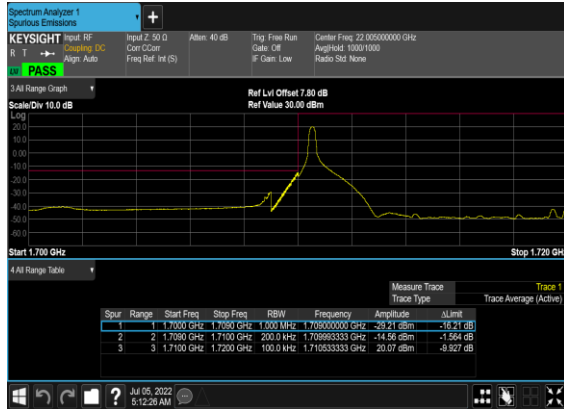 Spectrum Analyzer 1
Spurious Emissions
+
KEYSIGHT Input: RF Input Z: 50 Ω Atten: 40 dB Trig: Free Run Center Freq: 22.005000000 GHz
R T Coupling: DC Corr CCorr Gate: Off Avg|Hold: 1000/1000
Align: Auto Freq Ref: Int (S) IF Gain: Low Radio Std: None
LXI PASS
3 All Range Graph
Ref Lvl Offset 7.80 dB
Scale/Div 10.0 dB Ref Value 30.00 dBm
Log
20.0
10.0
0.00
-10.0
-20.0
-30.0
-40.0
-50.0
-60.0
Start 1.700 GHz Stop 1.720 GH
4 All Range Table
Measure Trace Trace 1
Trace Type Trace Average (Active)
Spur Range Start Freq Stop Freq RBW Frequency Amplitude ΔLimit
1 1 1.7000 GHz 1.7090 GHz 1.000 MHz 1.709000000 GHz -29.21 dBm -16.21 dB
2 2 1.7090 GHz 1.7100 GHz 200.0 kHz 1.709993333 GHz -14.56 dBm -1.564 dB
3 3 1.7100 GHz 1.7200 GHz 100.0 kHz 1.710533333 GHz 20.07 dBm -9.927 dB
? Jul 05, 2022
5:12:26 AM